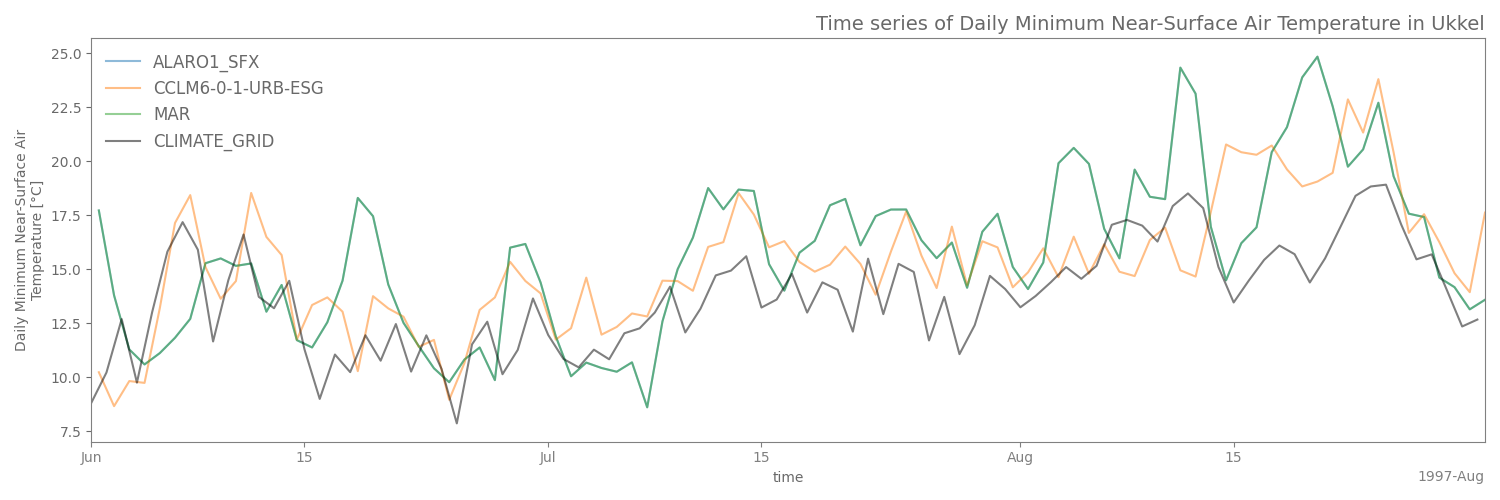 Time series of Daily Minimum Near-Surface Air Temperature in Ukkel
25.0
22.5
20.0
17.5
15.0
12.5
10.0
7.5
Daily Minimum Near-Surface Air
Temperature [°C]
ALARO1_SFX
CCLM6-0-1-URB-ESG
MAR
CLIMATE_GRID
Jun 15 Jul 15 Aug 15
time
1997-Aug